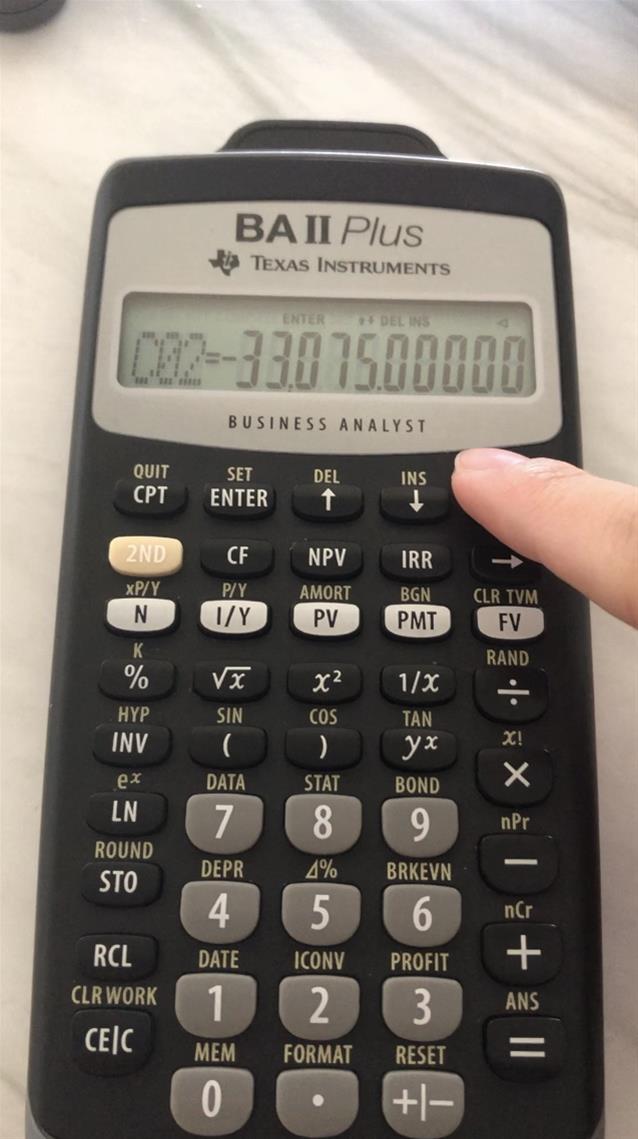 BA II Plus
TEXAS INSTRUMENTS
ENTER DEL INS
=-33,075.00000
BUSINESS ANALYST
QUIT SET DEL INS
CPT ENTER ↑ ↓
2ND CF NPV IRR →
xP/Y P/Y AMORT BGN CLR TVM
N I/Y PV PMT FV
K RAND
% √x x² 1/x ÷
HYP SIN COS TAN x!
INV ( ) yˣ ×
eˣ DATA STAT BOND nPr
LN 7 8 9 −
ROUND DEPR Δ% BRKEVN nCr
STO 4 5 6 +
DATE ICONV PROFIT
RCL 1 2 3
CLR WORK ANS
CE|C =
MEM FORMAT RESET
0 . +|−